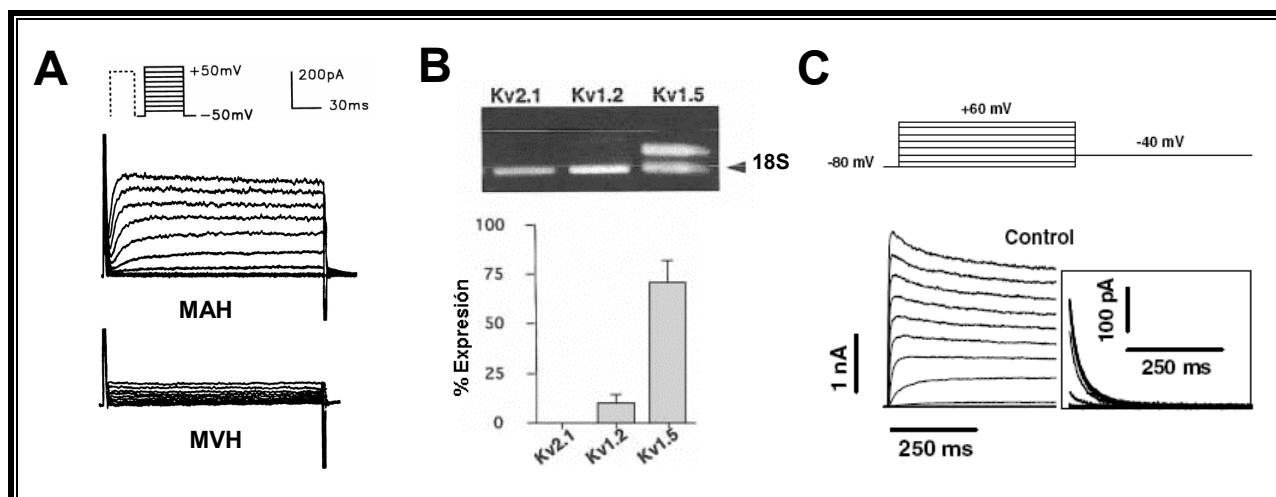 A
+50mV
-50mV
200pA
30ms
MAH
MVH
B
Kv2.1 Kv1.2 Kv1.5
18S
% Expresión
100
75
50
25
0
Kv2.1
Kv1.2
Kv1.5
C
+60 mV
-80 mV
-40 mV
Control
1 nA
250 ms
100 pA
250 ms